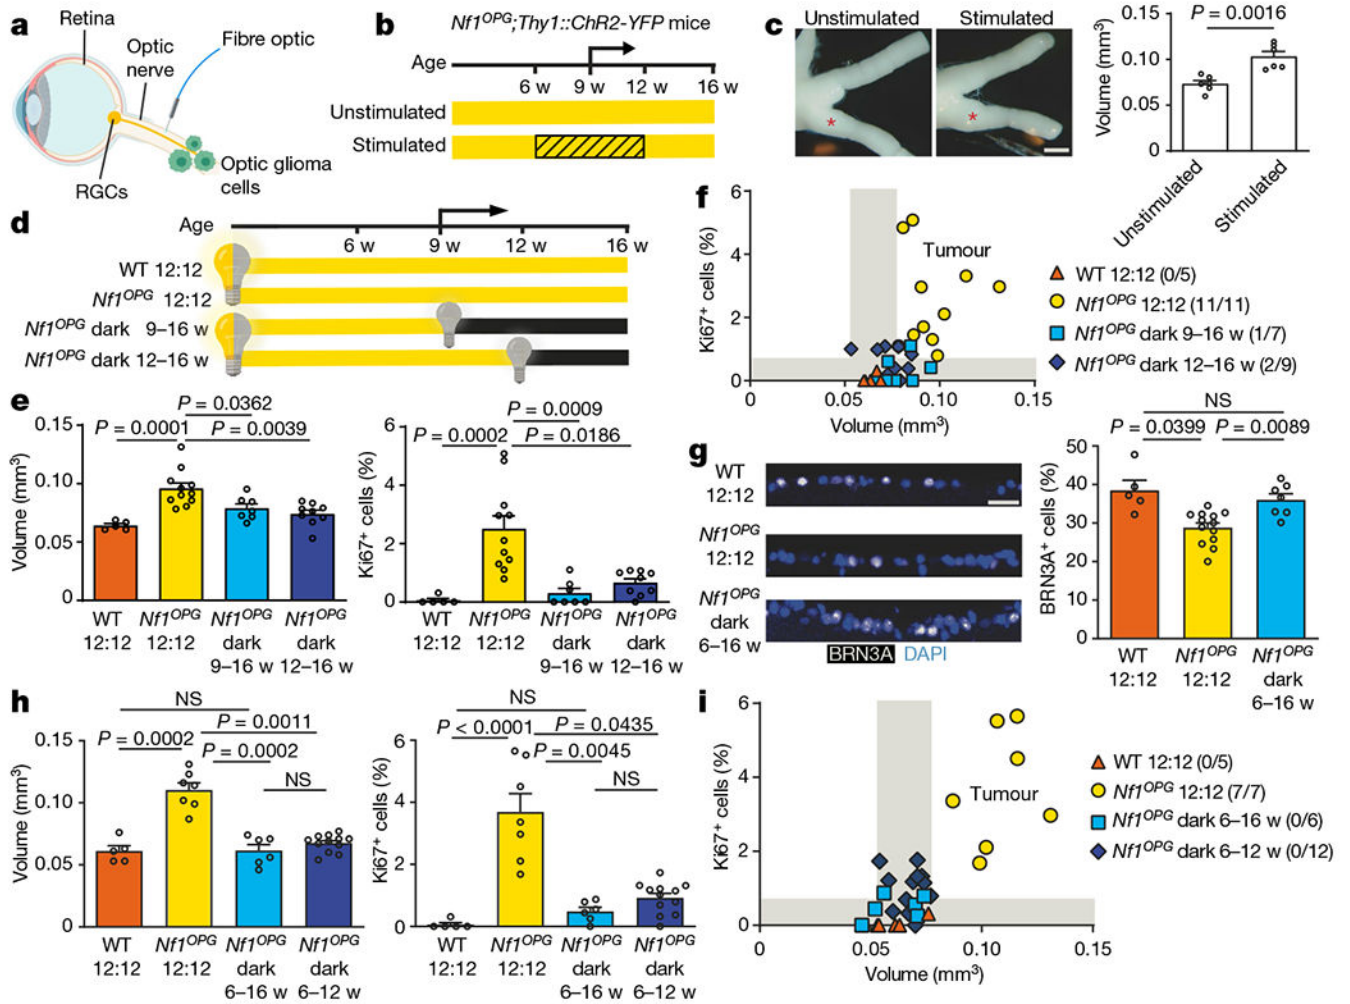 a
Retina
Optic
nerve
Fibre optic
RGCs
Optic glioma
cells
b
Nf1OPG;Thy1::ChR2-YFP mice
Age
6 w 9 w 12 w 16 w
Unstimulated
Stimulated
c
Unstimulated Stimulated
*
*
P = 0.0016
Volume (mm3)
0.15
0.10
0.05
0
Unstimulated
Stimulated
d
Age
6 w 9 w 12 w 16 w
WT 12:12
Nf1OPG 12:12
Nf1OPG dark 9–16 w
Nf1OPG dark 12–16 w
e
P = 0.0362
P = 0.0001 P = 0.0039
Volume (mm3)
0.15
0.10
0.05
0
WT
12:12
Nf1OPG
12:12
Nf1OPG
dark
9–16 w
Nf1OPG
dark
12–16 w
P = 0.0009
P = 0.0002 P = 0.0186
Ki67+ cells (%)
6
4
2
0
WT
12:12
Nf1OPG
12:12
Nf1OPG
dark
9–16 w
Nf1OPG
dark
12–16 w
f
Ki67+ cells (%)
6
4
2
0
Tumour
0 0.05 0.10 0.15
Volume (mm3)
WT 12:12 (0/5)
Nf1OPG 12:12 (11/11)
Nf1OPG dark 9–16 w (1/7)
Nf1OPG dark 12–16 w (2/9)
g
WT
12:12
Nf1OPG
12:12
Nf1OPG
dark
6–16 w
BRN3A DAPI
NS
P = 0.0399 P = 0.0089
BRN3A+ cells (%)
50
40
30
20
10
0
WT
12:12
Nf1OPG
12:12
Nf1OPG
dark
6–16 w
h
NS
P = 0.0011
P = 0.0002 P = 0.0002
NS
Volume (mm3)
0.15
0.10
0.05
0
WT
12:12
Nf1OPG
12:12
Nf1OPG
dark
6–16 w
Nf1OPG
dark
6–12 w
NS
P < 0.0001 P = 0.0435
P = 0.0045
NS
Ki67+ cells (%)
6
4
2
0
WT
12:12
Nf1OPG
12:12
Nf1OPG
dark
6–16 w
Nf1OPG
dark
6–12 w
i
Ki67+ cells (%)
6
4
2
0
Tumour
0 0.05 0.10 0.15
Volume (mm3)
WT 12:12 (0/5)
Nf1OPG 12:12 (7/7)
Nf1OPG dark 6–16 w (0/6)
Nf1OPG dark 6–12 w (0/12)